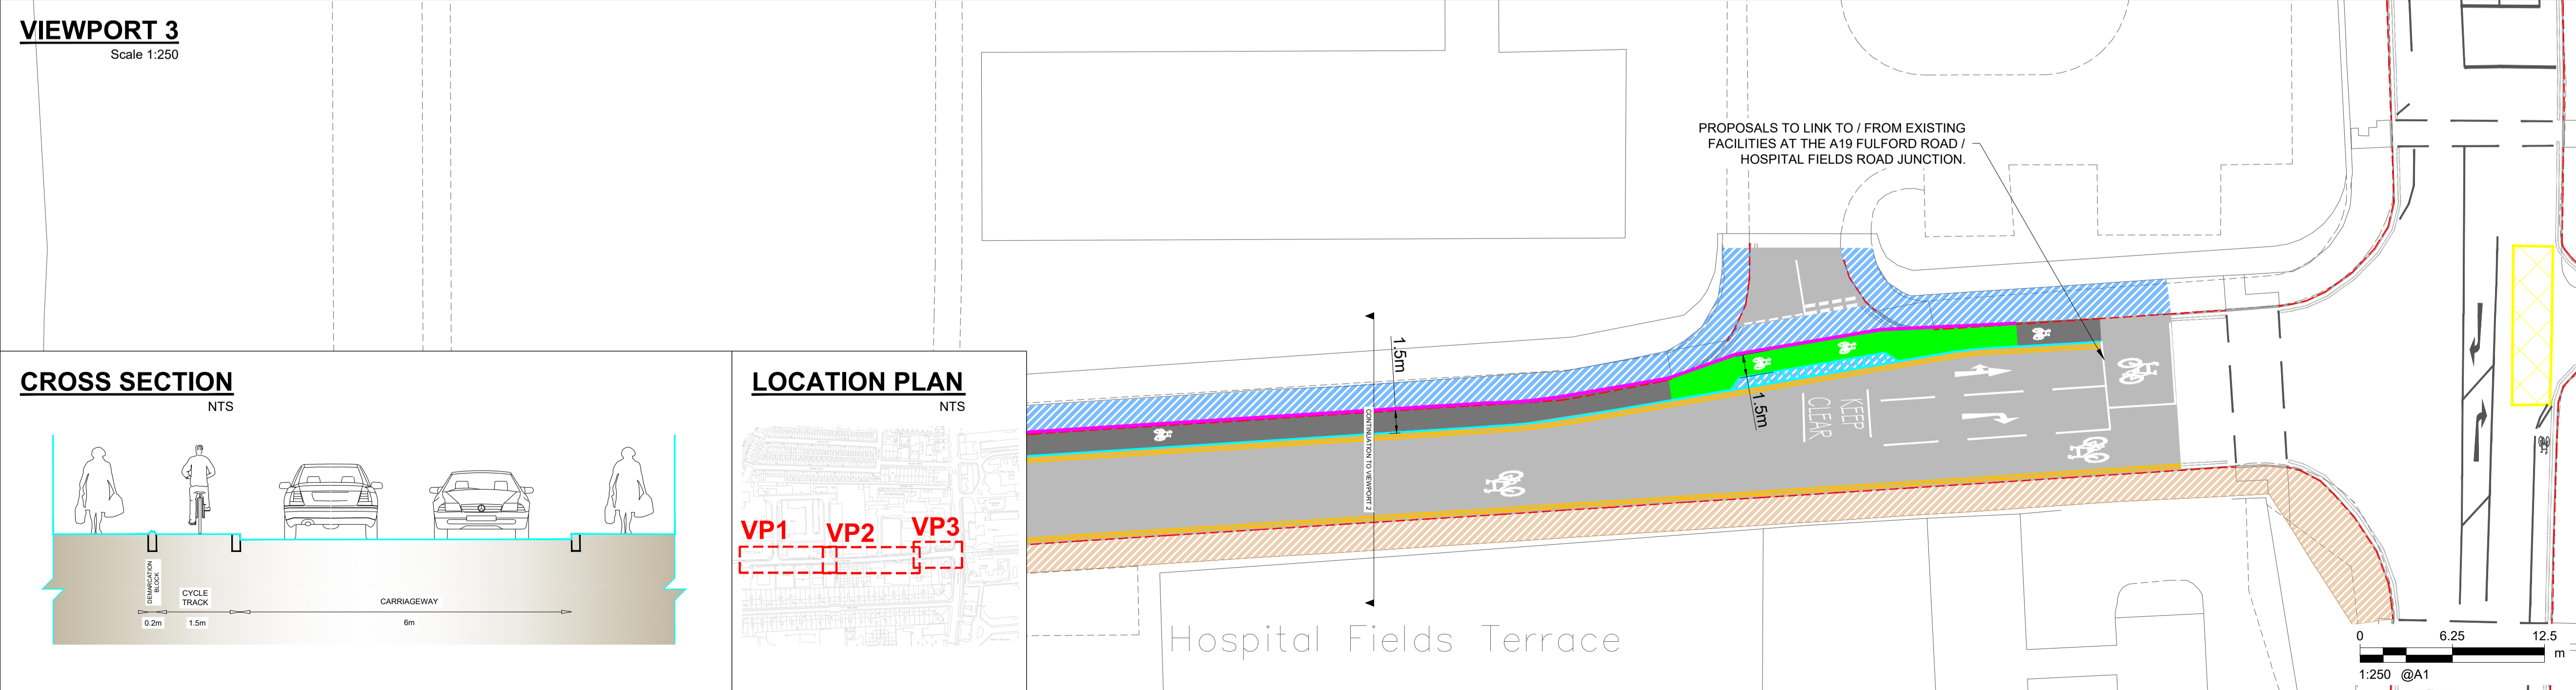 VIEWPORT 3
Scale 1:250
PROPOSALS TO LINK TO / FROM EXISTING
FACILITIES AT THE A19 FULFORD ROAD /
HOSPITAL FIELDS ROAD JUNCTION.
1.5m
1.5m
CONTINUATION TO VIEWPORT 2
KEEP
CLEAR
Hospital Fields Terrace
CROSS SECTION
NTS
DEMARCATION
BLOCK
CYCLE
TRACK
CARRIAGEWAY
0.2m
1.5m
6m
LOCATION PLAN
NTS
VP1
VP2
VP3
0
6.25
12.5
m
1:250 @A1